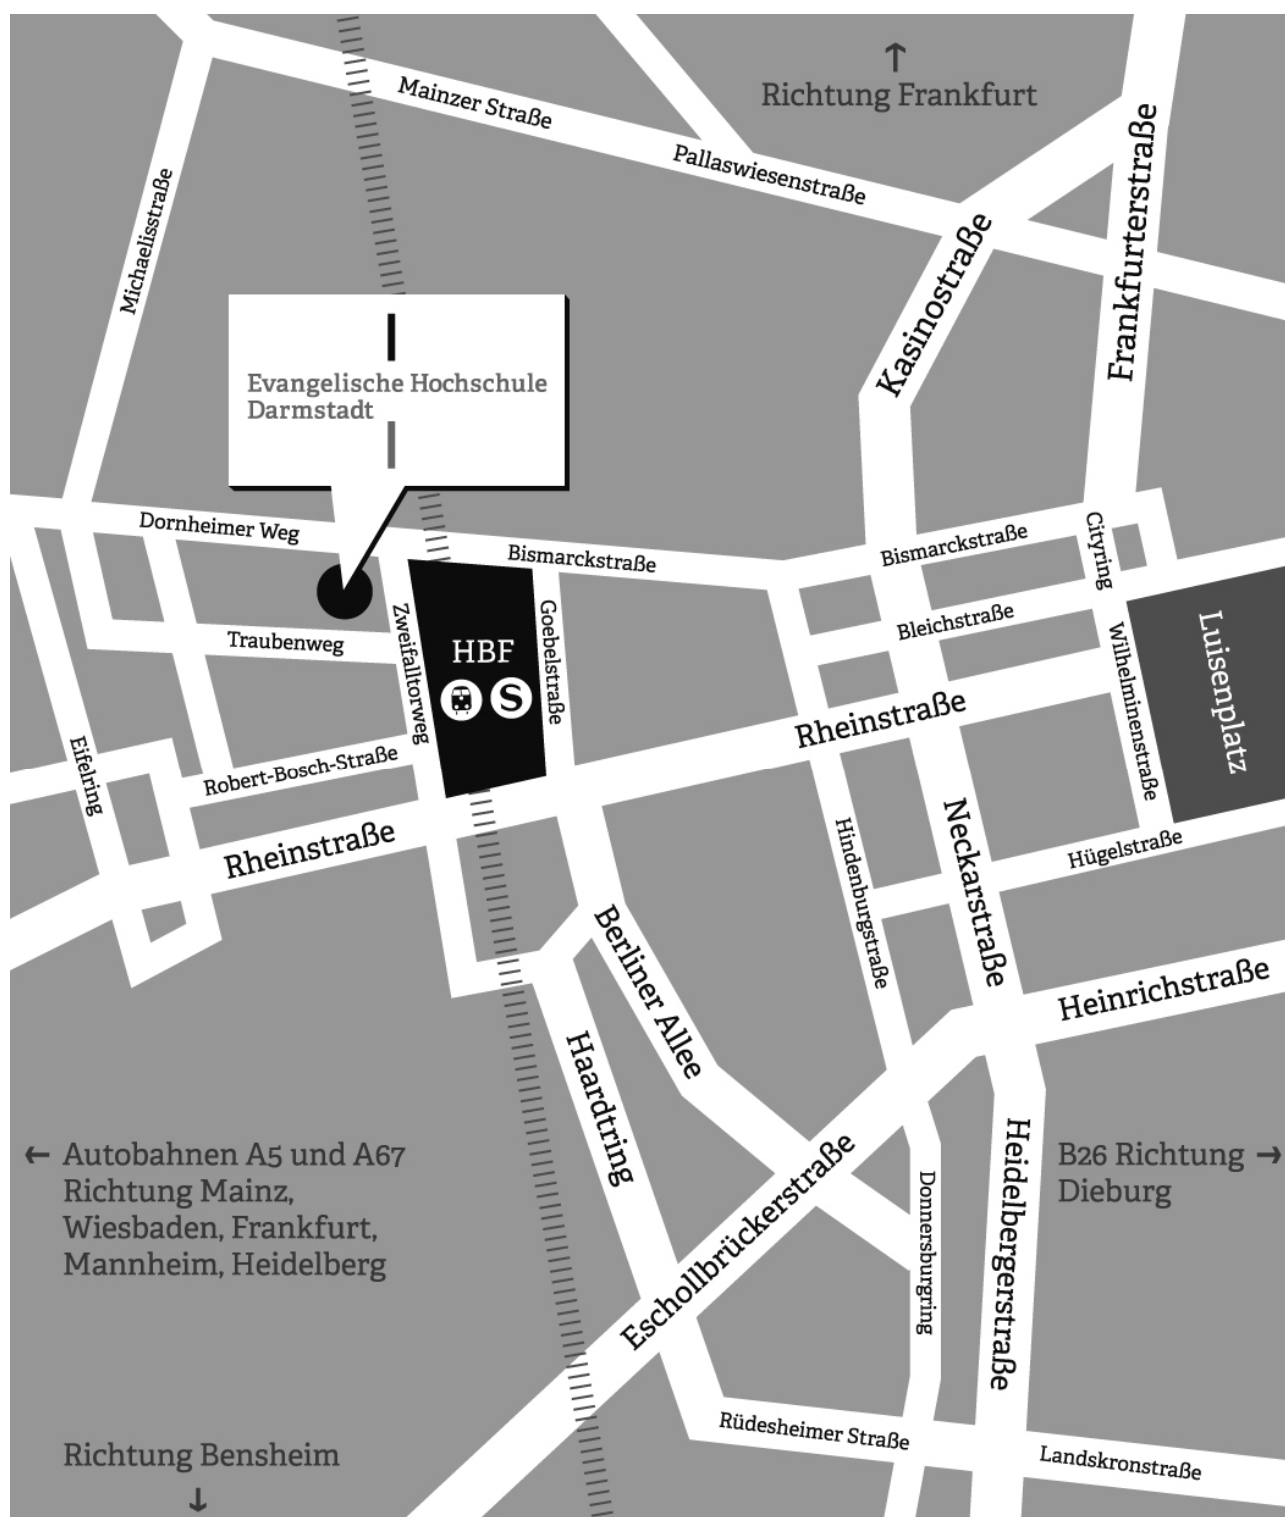 ↑
Richtung Frankfurt
Mainzer Straße
Pallaswiesenstraße
Frankfurterstraße
Michaelisstraße
Kasinostraße
Evangelische Hochschule
Darmstadt
Dornheimer Weg
Bismarckstraße
Bismarckstraße
Cityring
Bleichstraße
Zweifalltorweg
Goebelstraße
HBF
S
Traubenweg
Wilhelminenstraße
Luisenplatz
Rheinstraße
Eifelring
Robert-Bosch-Straße
Rheinstraße
Hindenburgstraße
Neckarstraße
Hügelstraße
Berliner Allee
Heinrichstraße
Haardtring
← Autobahnen A5 und A67
Richtung Mainz,
Wiesbaden, Frankfurt,
Mannheim, Heidelberg
B26 Richtung →
Dieburg
Heidelbergerstraße
Donnersburgring
Eschollbrückerstraße
Rüdesheimer Straße
Landskronstraße
Richtung Bensheim
↓